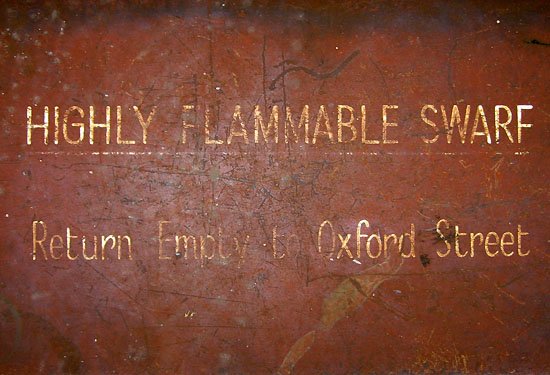 HIGHLY FLAMMABLE SWARF
Return Empty to Oxford Street